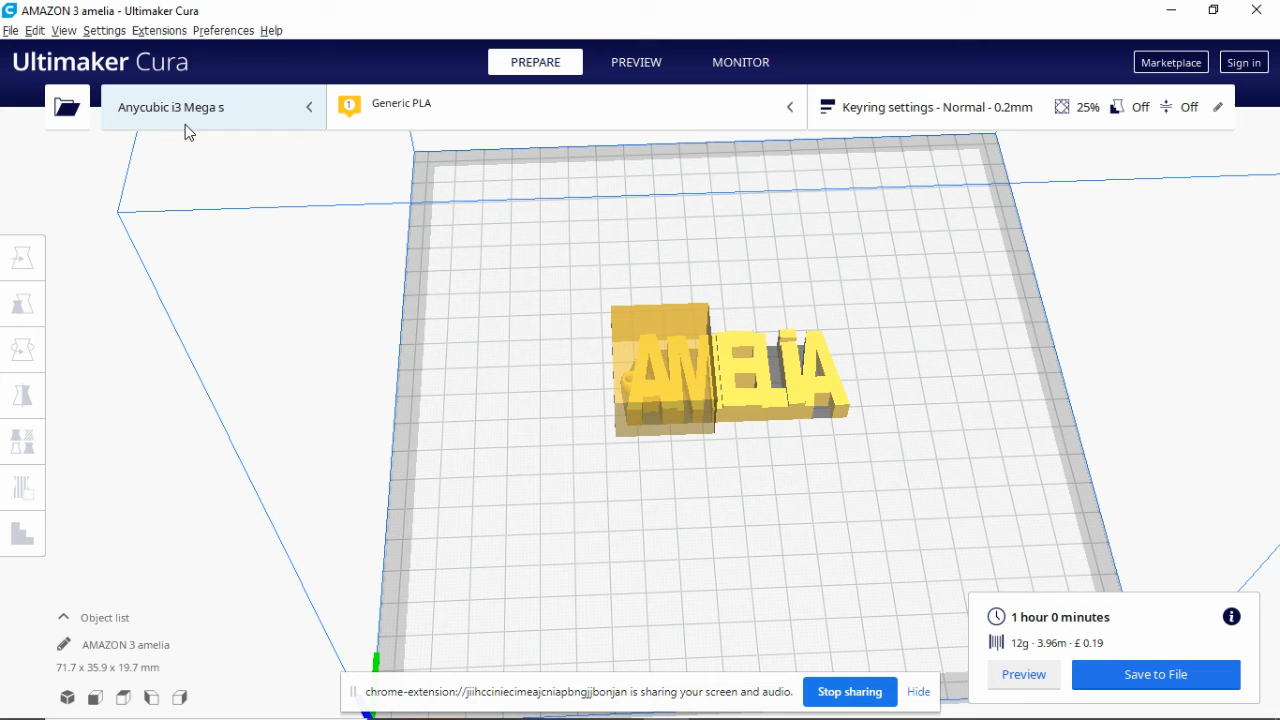 AMAZON 3 amelia - Ultimaker Cura
File Edit View Settings Extensions Preferences Help
Ultimaker Cura
PREPARE
PREVIEW
MONITOR
Marketplace
Sign in
Anycubic i3 Mega s
1
Generic PLA
Keyring settings - Normal - 0.2mm
25%
Off
Off
AMELiA
Object list
AMAZON 3 amelia
71.7 x 35.9 x 19.7 mm
1 hour 0 minutes
12g · 3.96m · £ 0.19
Preview
Save to File
chrome-extension://jiihcciniecimeajcniapbngjjbonjan is sharing your screen and audio.
Stop sharing
Hide